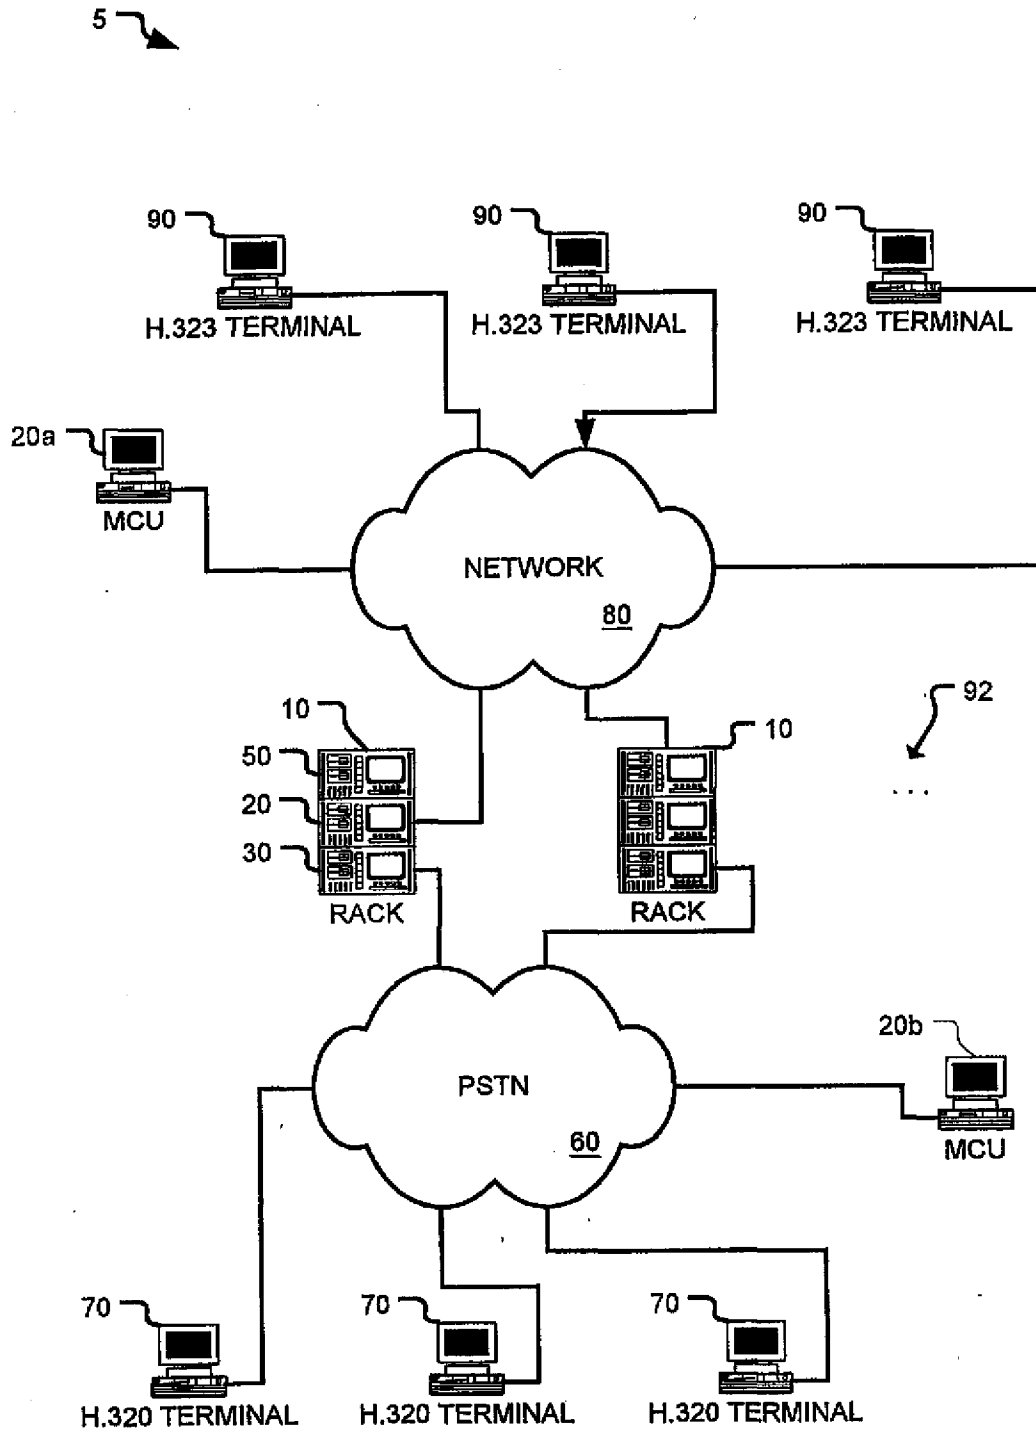 5
90
90
90
H.323 TERMINAL
H.323 TERMINAL
H.323 TERMINAL
20a
MCU
NETWORK
80
92
10
10
50
20
30
RACK
RACK
20b
PSTN
MCU
60
70
70
70
H.320 TERMINAL
H.320 TERMINAL
H.320 TERMINAL
...